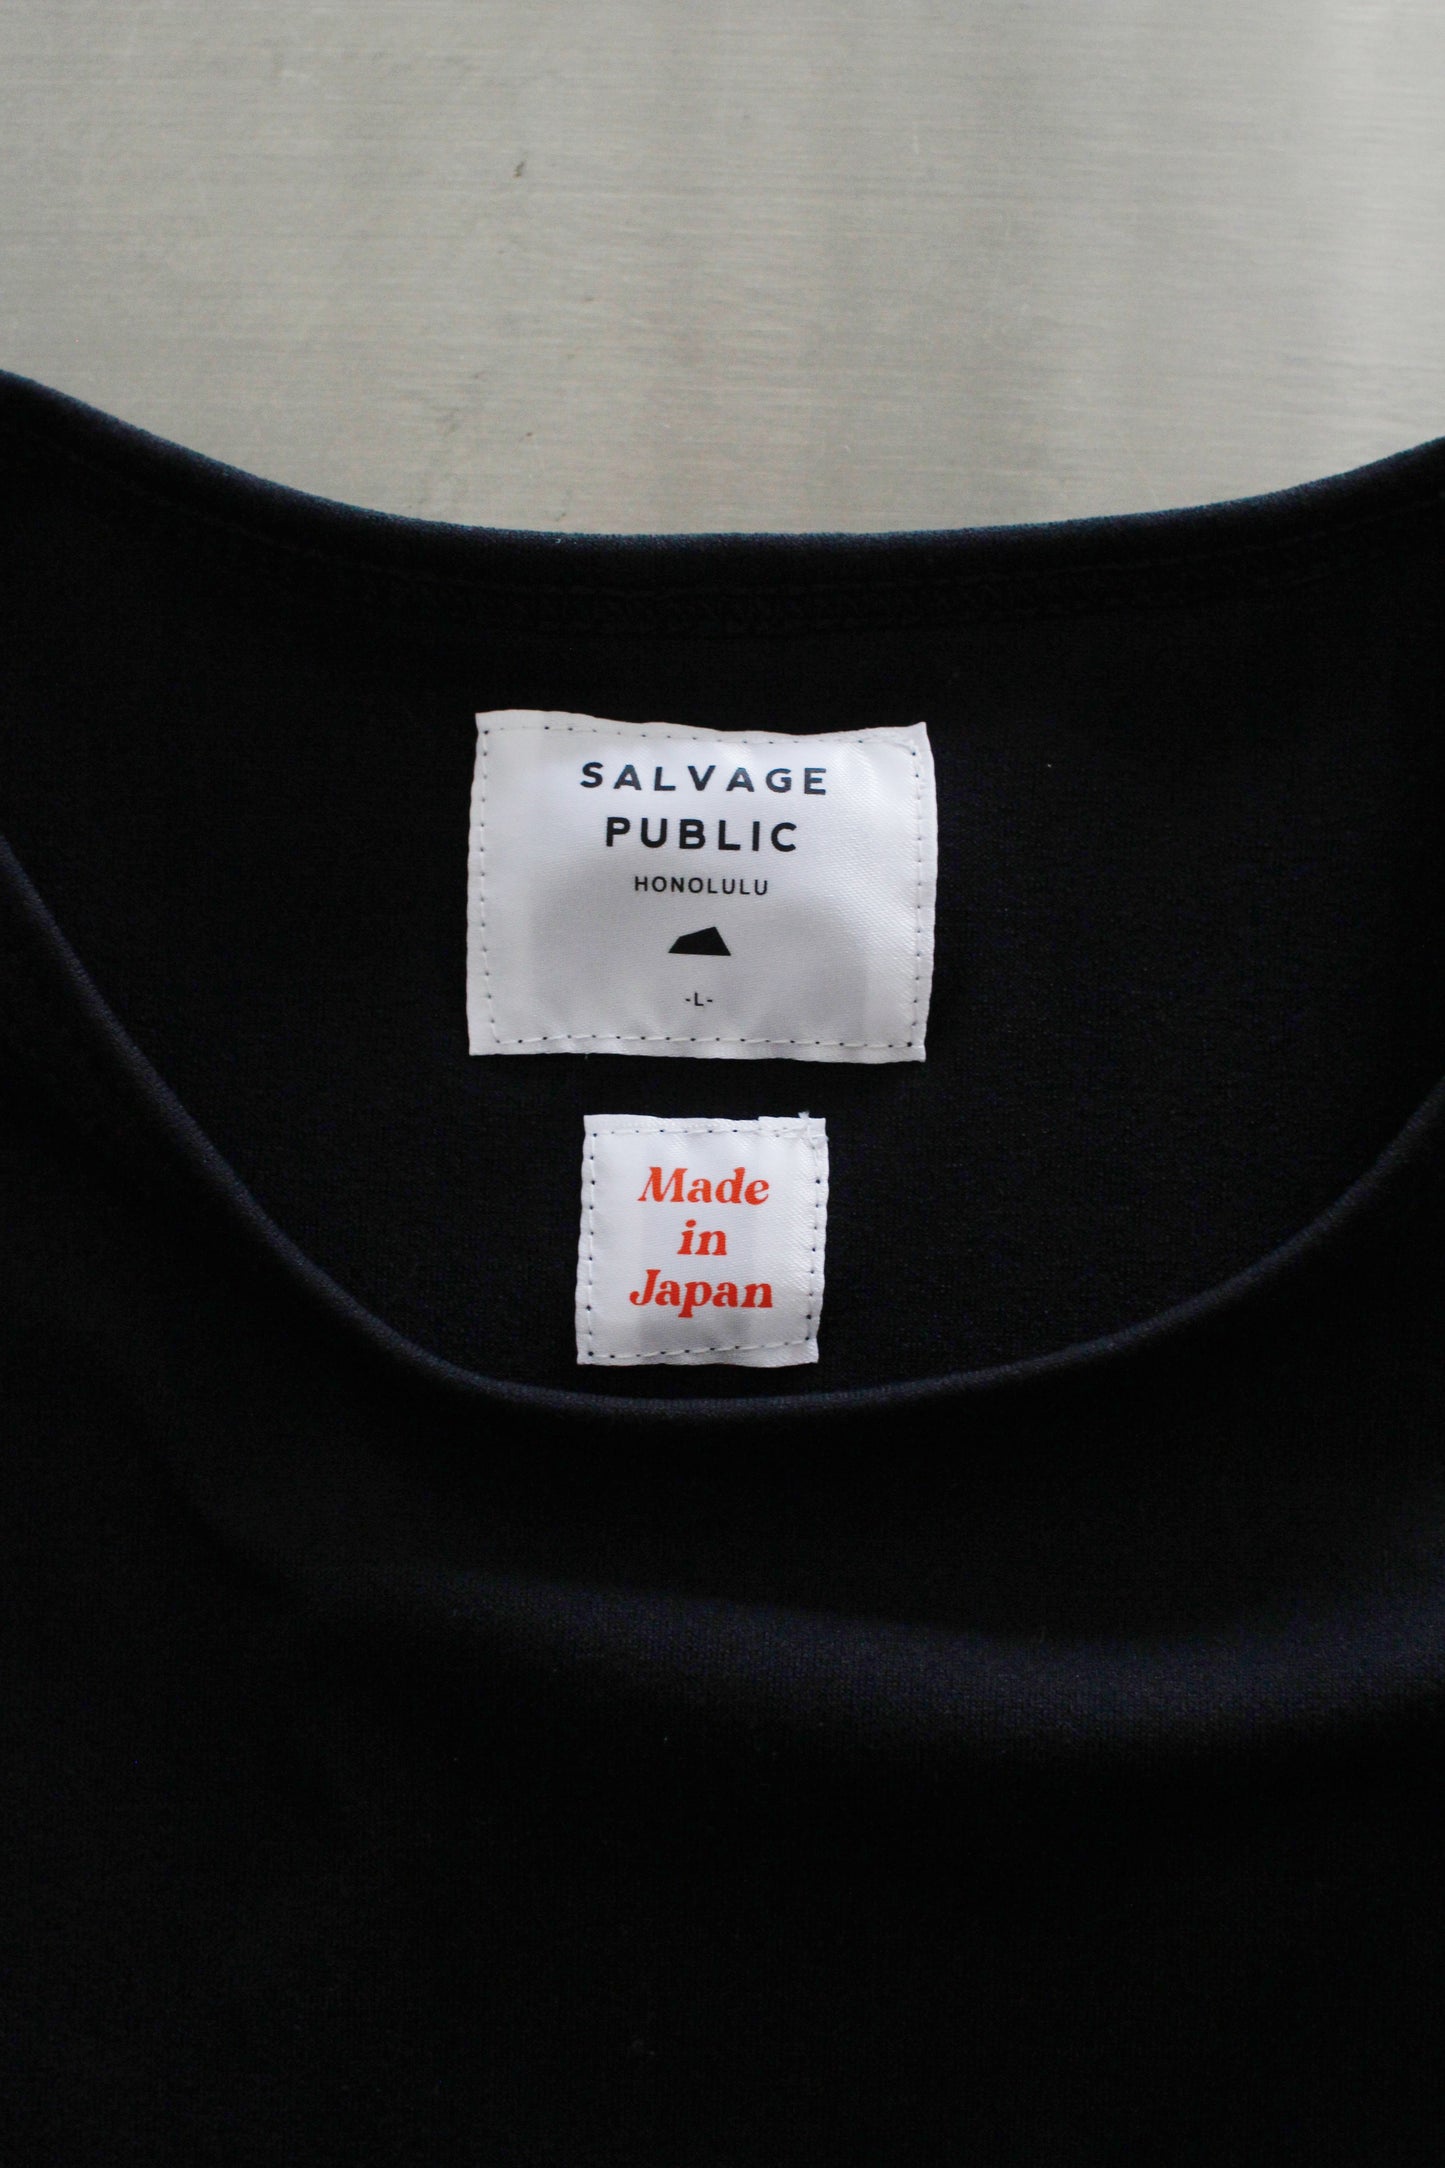 SALVAGE
PUBLIC
HONOLULU
-L-
Made
in
Japan